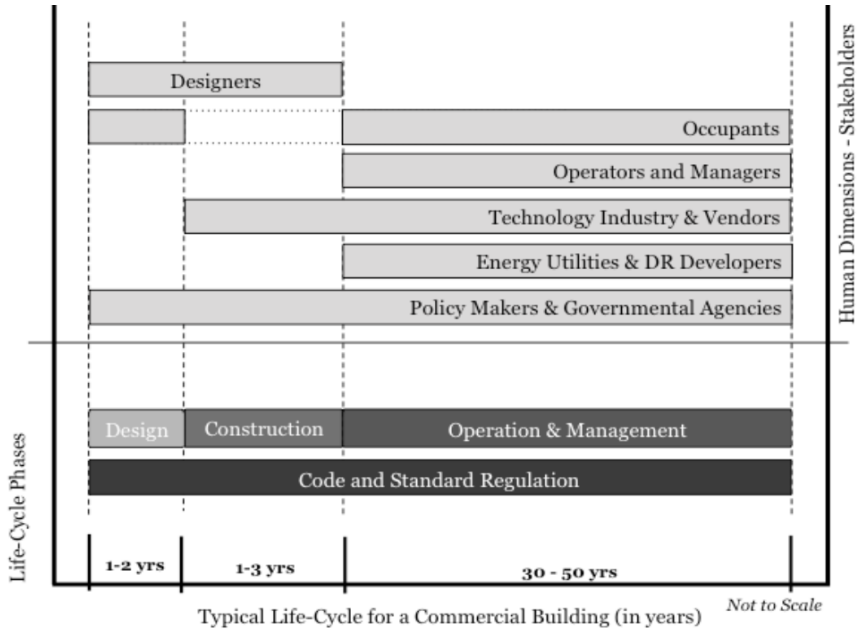 Designers
Occupants
Operators and Managers
Technology Industry & Vendors
Energy Utilities & DR Developers
Policy Makers & Governmental Agencies
Human Dimensions - Stakeholders
Design
Construction
Operation & Management
Code and Standard Regulation
Life-Cycle Phases
1-2 yrs
1-3 yrs
30 - 50 yrs
Not to Scale
Typical Life-Cycle for a Commercial Building (in years)